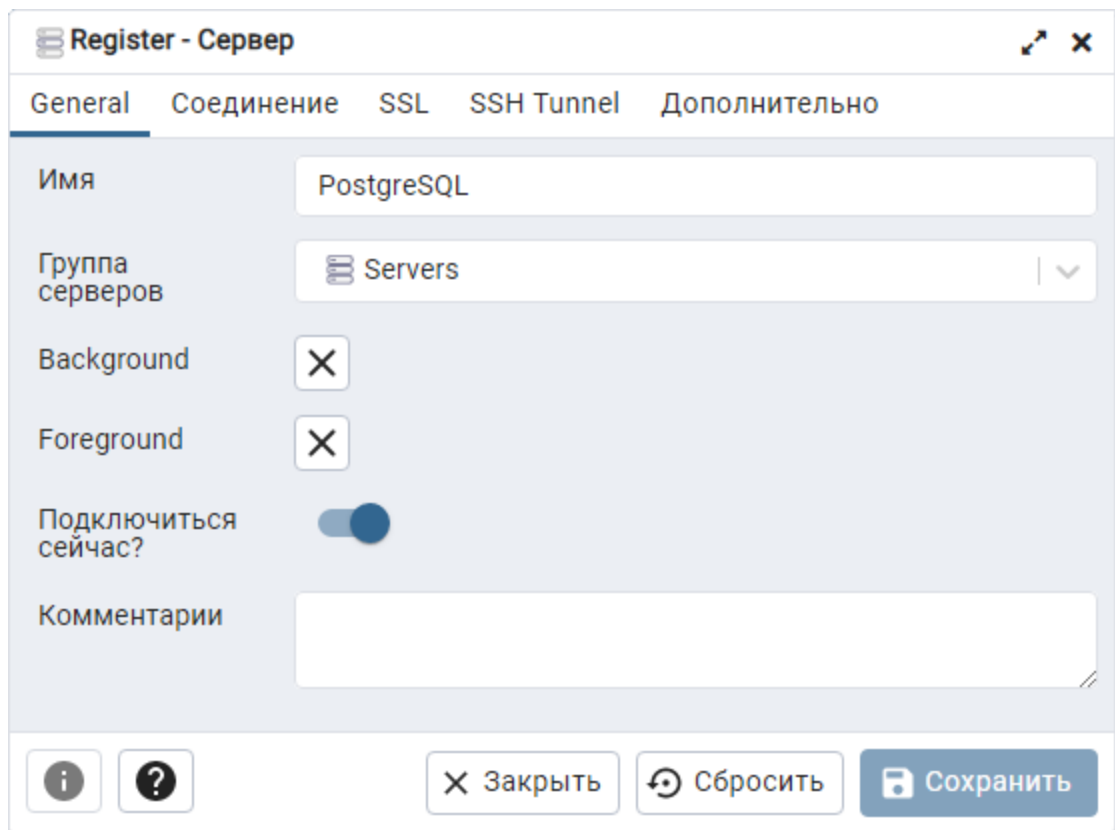 Register - Сервер
General Соединение SSL SSH Tunnel Дополнительно
Имя PostgreSQL
Группа
серверов
Servers
Background
Foreground
Подключиться
сейчас?
Комментарии
Закрыть Сбросить Сохранить